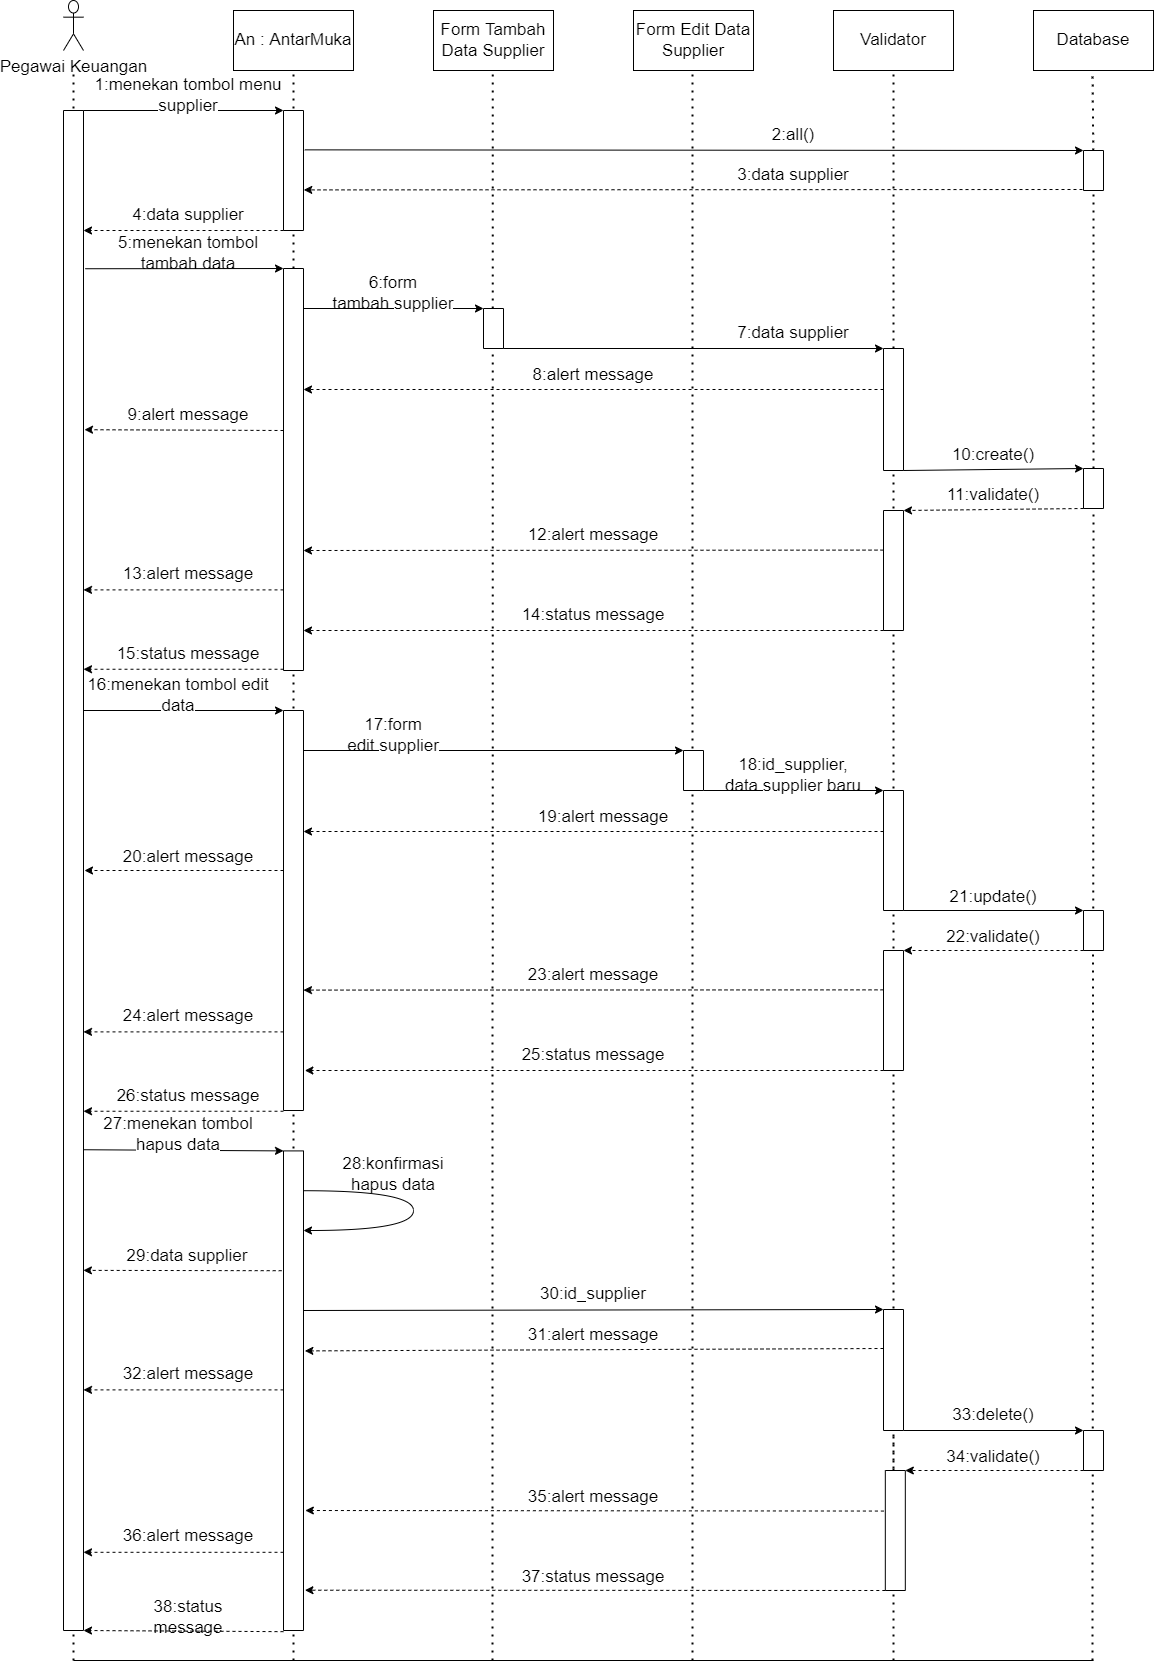 Pegawai Keuangan
An : AntarMuka
Form Tambah
Data Supplier
Form Edit Data
Supplier
Validator
Database
1:menekan tombol menu
supplier
2:all()
3:data supplier
4:data supplier
5:menekan tombol
tambah data
6:form
tambah supplier
7:data supplier
8:alert message
9:alert message
10:create()
11:validate()
12:alert message
13:alert message
14:status message
15:status message
16:menekan tombol edit
data
17:form
edit supplier
18:id_supplier,
data supplier baru
19:alert message
20:alert message
21:update()
22:validate()
23:alert message
24:alert message
25:status message
26:status message
27:menekan tombol
hapus data
28:konfirmasi
hapus data
29:data supplier
30:id_supplier
31:alert message
32:alert message
33:delete()
34:validate()
35:alert message
36:alert message
37:status message
38:status
message